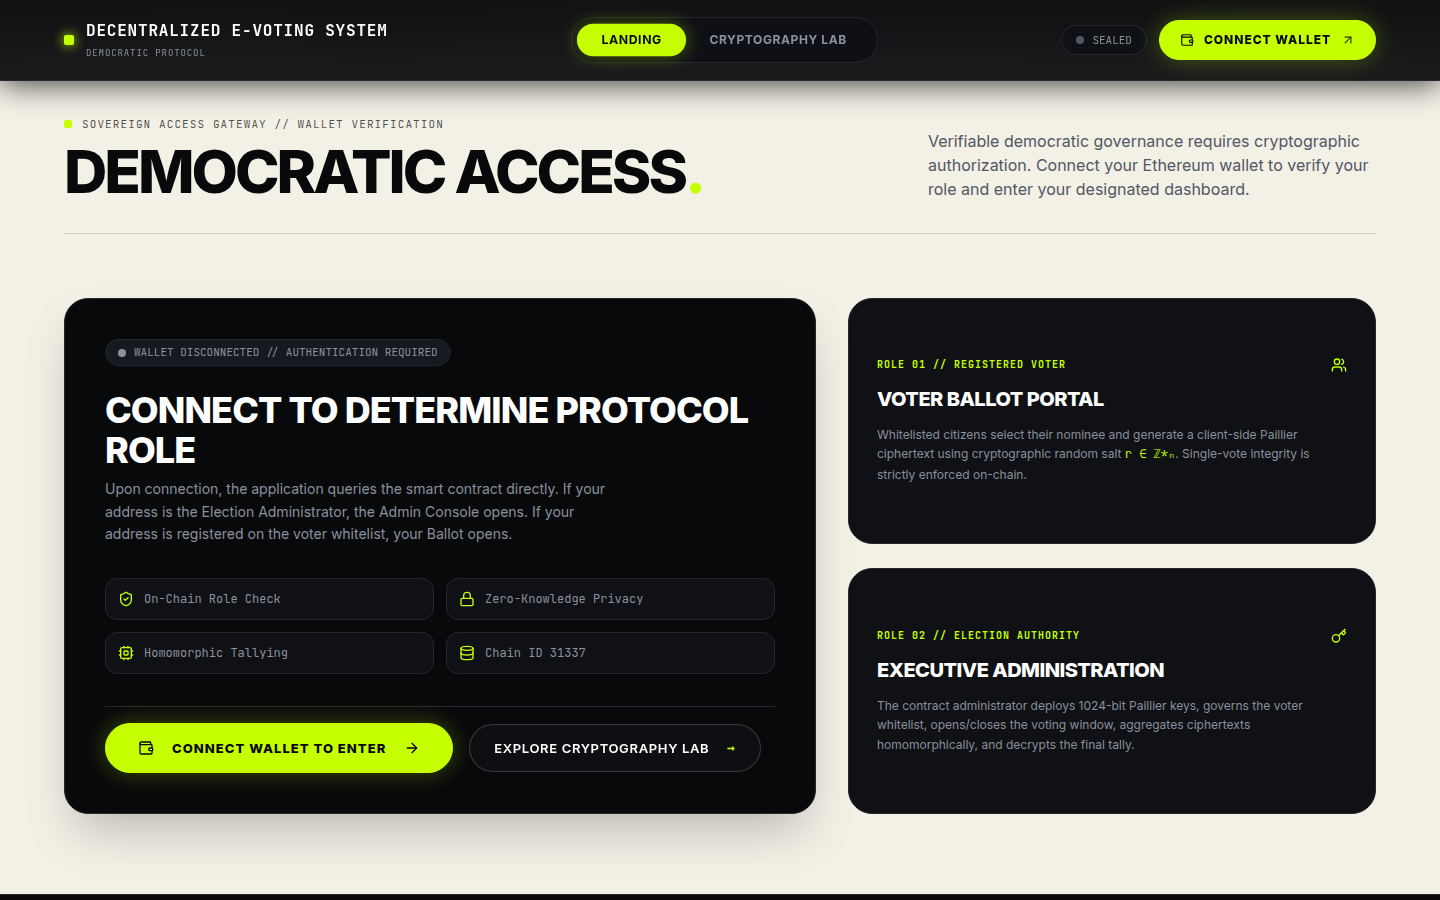 DECENTRALIZED E-VOTING SYSTEM
DEMOCRATIC PROTOCOL
LANDING
CRYPTOGRAPHY LAB
SEALED
CONNECT WALLET
SOVEREIGN ACCESS GATEWAY // WALLET VERIFICATION
DEMOCRATIC ACCESS.
Verifiable democratic governance requires cryptographic
authorization. Connect your Ethereum wallet to verify your
role and enter your designated dashboard.
WALLET DISCONNECTED // AUTHENTICATION REQUIRED
CONNECT TO DETERMINE PROTOCOL
ROLE
Upon connection, the application queries the smart contract directly. If your
address is the Election Administrator, the Admin Console opens. If your
address is registered on the voter whitelist, your Ballot opens.
On-Chain Role Check
Zero-Knowledge Privacy
Homomorphic Tallying
Chain ID 31337
CONNECT WALLET TO ENTER →
EXPLORE CRYPTOGRAPHY LAB →
ROLE 01 // REGISTERED VOTER
VOTER BALLOT PORTAL
Whitelisted citizens select their nominee and generate a client-side Paillier
ciphertext using cryptographic random salt r ∈ ℤ*ₙ. Single-vote integrity is
strictly enforced on-chain.
ROLE 02 // ELECTION AUTHORITY
EXECUTIVE ADMINISTRATION
The contract administrator deploys 1024-bit Paillier keys, governs the voter
whitelist, opens/closes the voting window, aggregates ciphertexts
homomorphically, and decrypts the final tally.